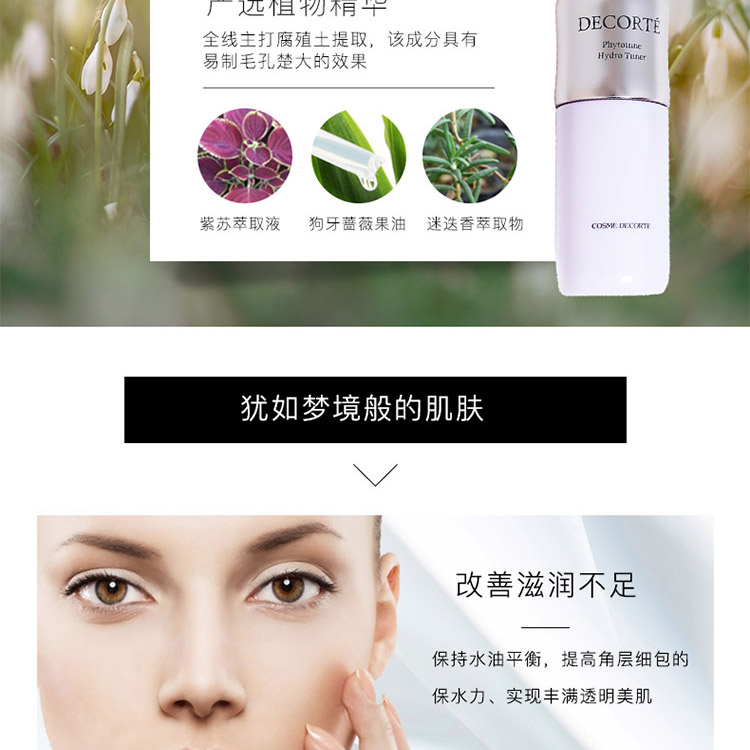 严选植物精华
全线主打腐殖土提取，该成分具有
易制毛孔楚大的效果
紫苏萃取液
狗牙蔷薇果油
迷迭香萃取物
DECORTÉ
Phytotune
Hydro Tuner
COSME DECORTE
犹如梦境般的肌肤
改善滋润不足
保持水油平衡，提高角层细包的
保水力、实现丰满透明美肌